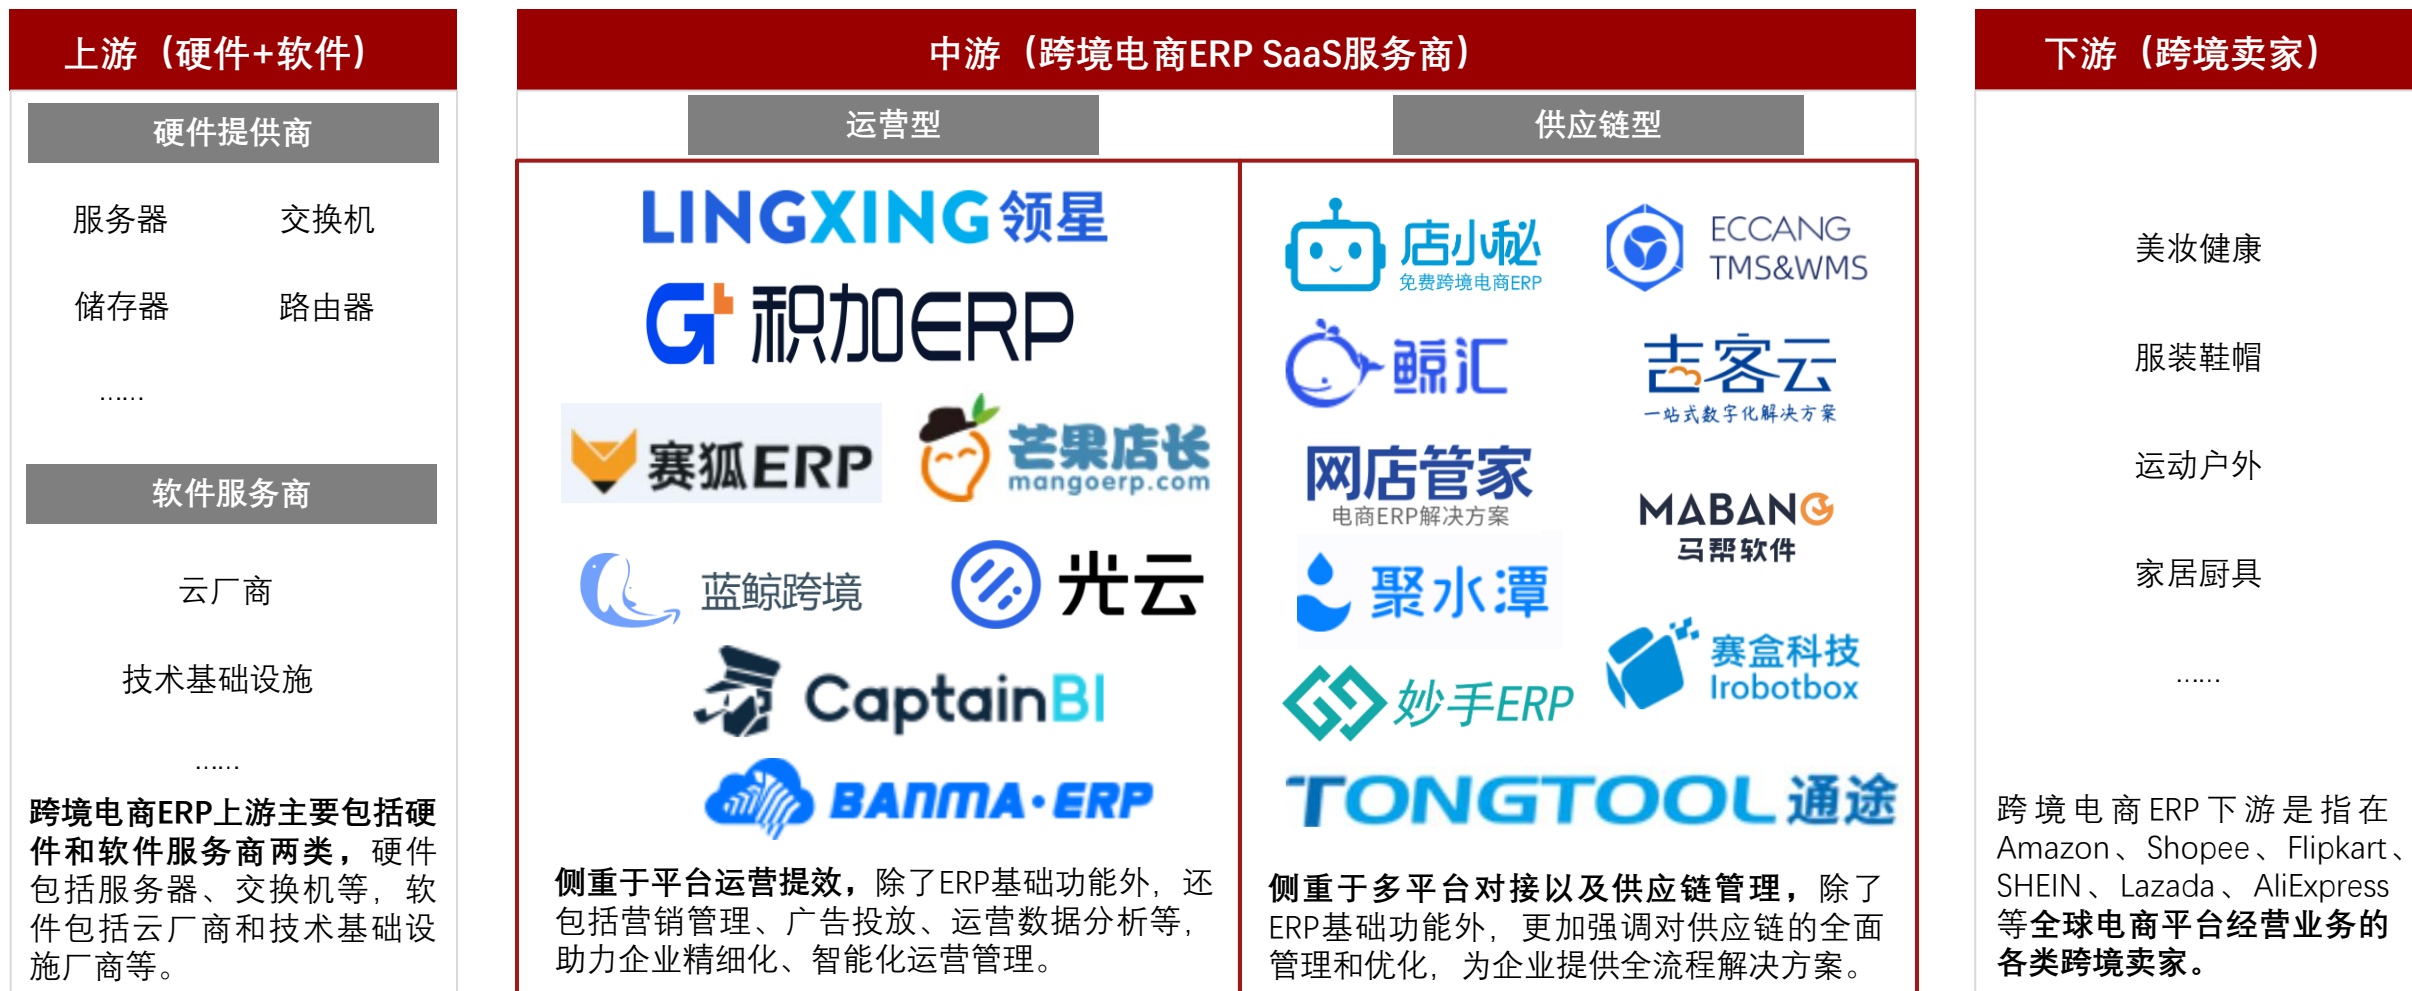 上游（硬件+软件）
硬件提供商
服务器 交换机
储存器 路由器
……
软件服务商
云厂商
技术基础设施
……
跨境电商ERP上游主要包括硬
件和软件服务商两类，硬件
包括服务器、交换机等，软
件包括云厂商和技术基础设
施厂商等。
中游（跨境电商ERP SaaS服务商）
运营型
LINGXING 领星
积加ERP
赛狐ERP
芒果店长
mangoerp.com
蓝鲸跨境
光云
CaptainBI
BANMA·ERP
侧重于平台运营提效，除了ERP基础功能外，还
包括营销管理、广告投放、运营数据分析等，
助力企业精细化、智能化运营管理。
供应链型
店小秘
免费跨境电商ERP
ECCANG
TMS&WMS
鲸汇
吉客云
一站式数字化解决方案
网店管家
电商ERP解决方案
MABANG
马帮软件
聚水潭
赛盒科技
Irobotbox
妙手ERP
TONGTOOL 通途
侧重于多平台对接以及供应链管理，除了
ERP基础功能外，更加强调对供应链的全面
管理和优化，为企业提供全流程解决方案。
下游（跨境卖家）
美妆健康
服装鞋帽
运动户外
家居厨具
……
跨境电商ERP下游是指在
Amazon、Shopee、Flipkart、
SHEIN、Lazada、AliExpress
等全球电商平台经营业务的
各类跨境卖家。